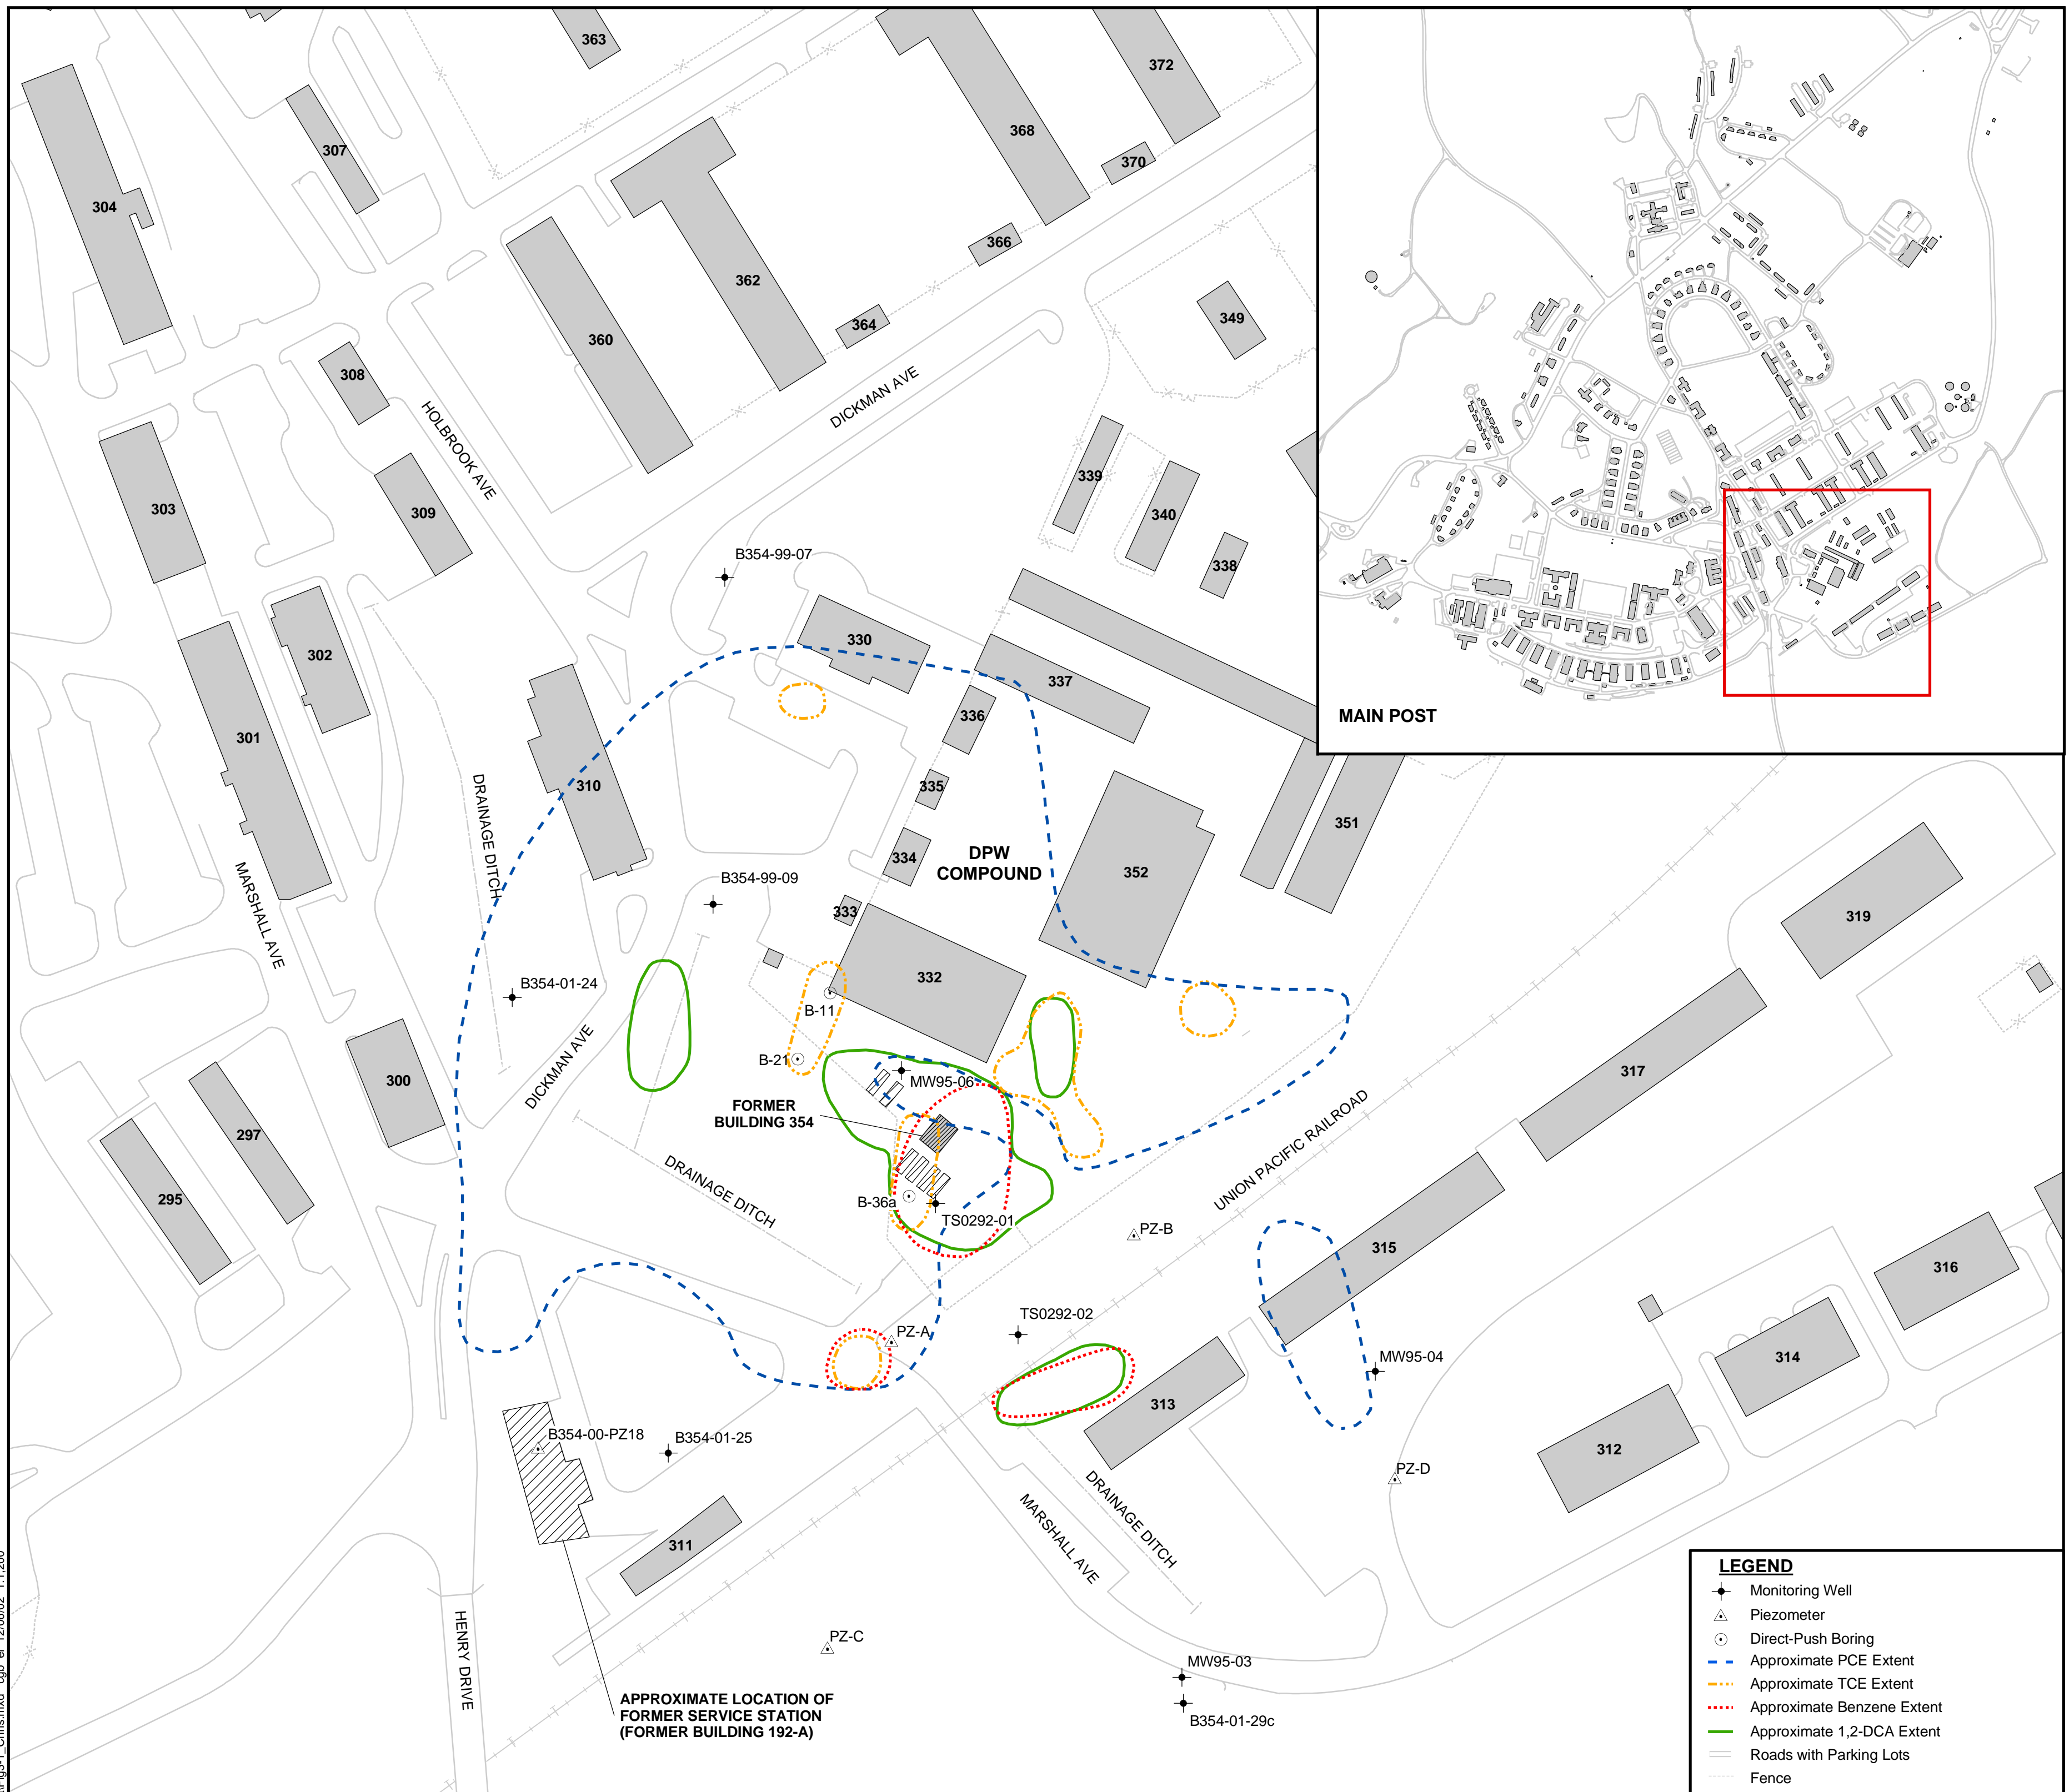 363
372
368
307
370
304
366
362
349
364
360
308
DICKMAN AVE
HOLBROOK AVE
339
303
309
340
338
B354-99-07
330
302
337
301
336
MAIN POST
310
335
DRAINAGE DITCH
351
334
DPW
COMPOUND
352
B354-99-09
333
319
MARSHALL AVE
332
B354-01-24
B-11
B-21
DICKMAN AVE
317
300
MW95-06
FORMER
BUILDING 354
297
UNION PACIFIC RAILROAD
295
DRAINAGE DITCH
B-36a
TS0292-01
PZ-B
315
316
TS0292-02
PZ-A
MW95-04
314
313
B354-00-PZ18
B354-01-25
312
PZ-D
DRAINAGE DITCH
MARSHALL AVE
311
HENRY DRIVE
PZ-C
MW95-03
APPROXIMATE LOCATION OF
FORMER SERVICE STATION
(FORMER BUILDING 192-A)
B354-01-29c
LEGEND
Monitoring Well
Piezometer
Direct-Push Boring
Approximate PCE Extent
Approximate TCE Extent
Approximate Benzene Extent
Approximate 1,2-DCA Extent
Roads with Parking Lots
Fence